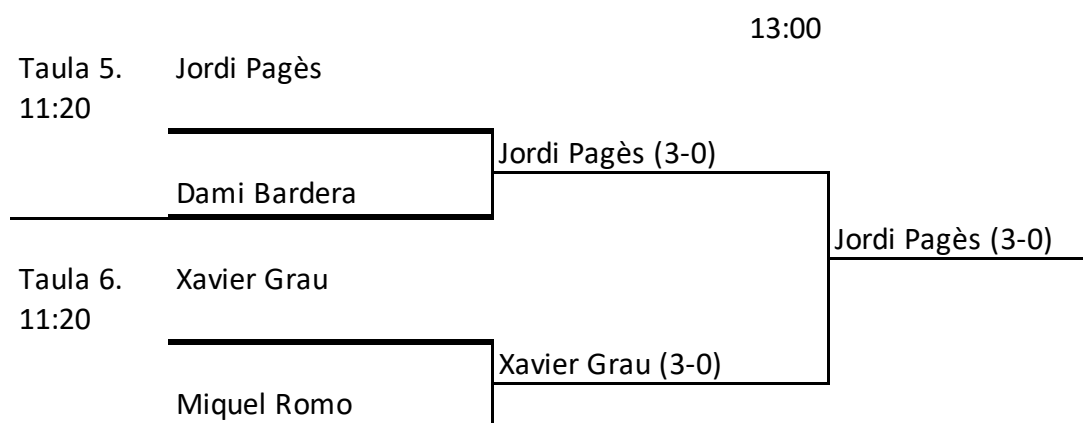 13:00
Taula 5. Jordi Pagès
11:20
Jordi Pagès (3-0)
Dami Bardera
Jordi Pagès (3-0)
Taula 6. Xavier Grau
11:20
Xavier Grau (3-0)
Miquel Romo